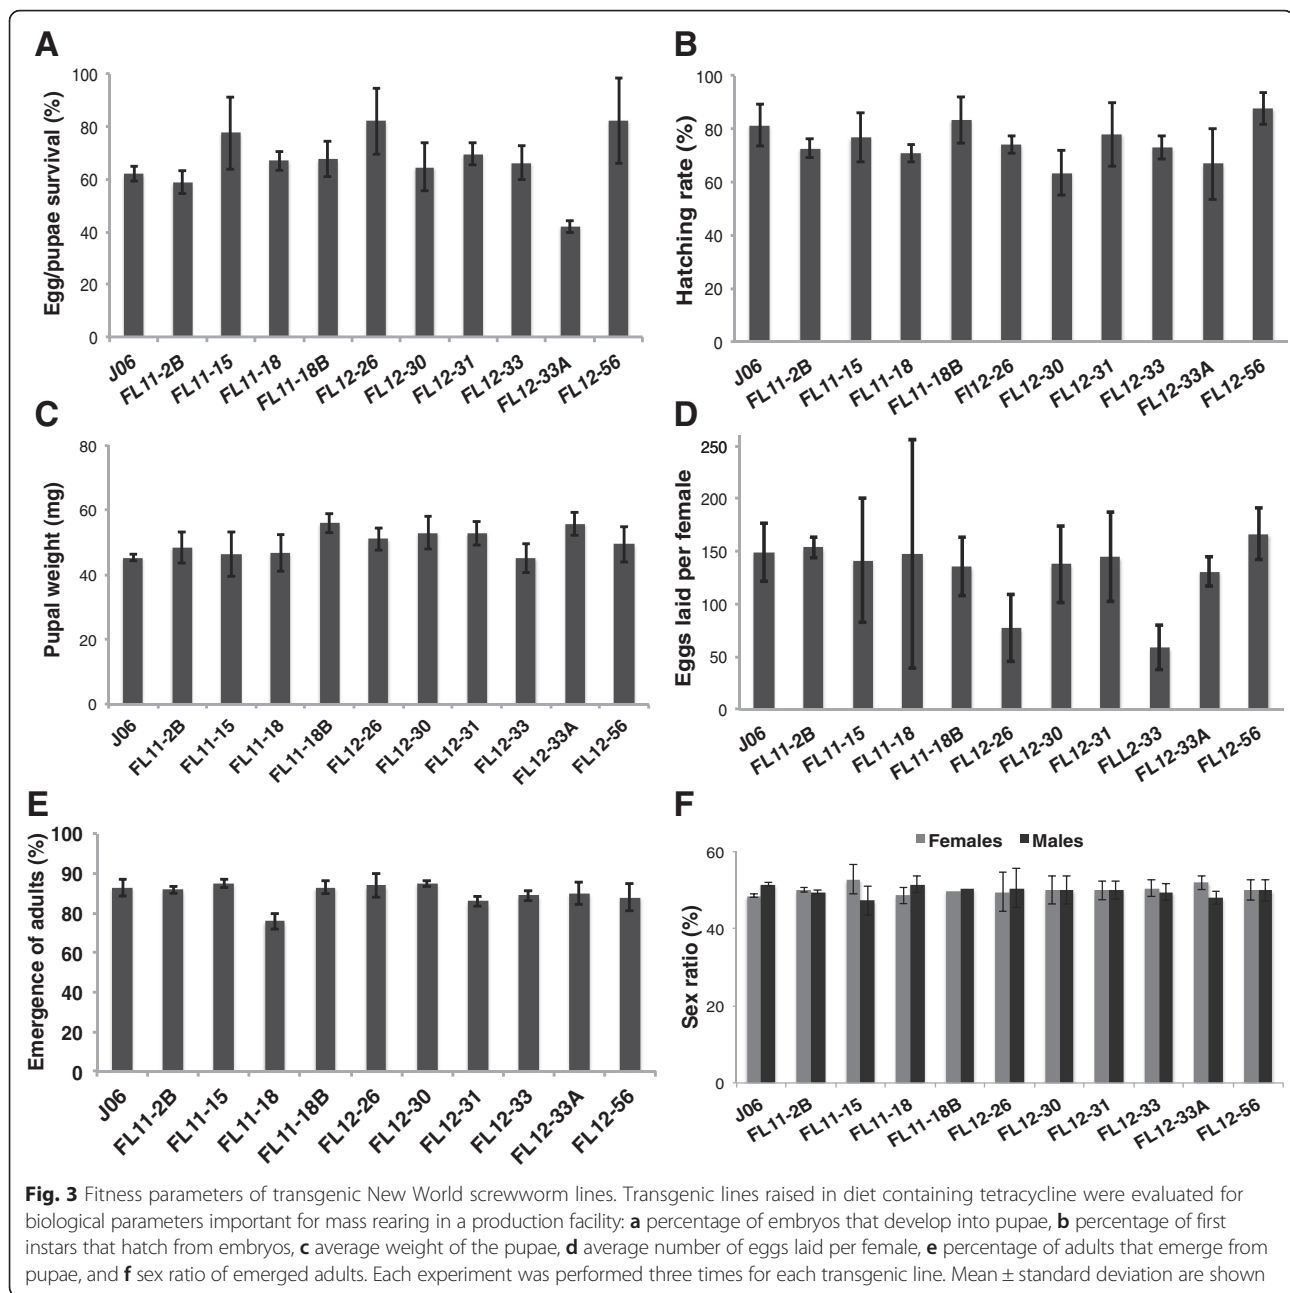 A
Egg/pupae survival (%)
100
80
60
40
20
0
J06
FL11-2B
FL11-15
FL11-18
FL11-18B
FL12-26
FL12-30
FL12-31
FL12-33
FL12-33A
FL12-56
B
Hatching rate (%)
100
80
60
40
20
0
J06
FL11-2B
FL11-15
FL11-18
FL11-18B
Fl12-26
FL12-30
FL12-31
FL12-33
FL12-33A
FL12-56
C
Pupal weight (mg)
80
60
40
20
0
J06
FL11-2B
FL11-15
FL11-18
FL11-18B
FL12-26
FL12-30
FL12-31
FL12-33
FL12-33A
FL12-56
D
Eggs laid per female
250
200
150
100
50
0
J06
FL11-2B
FL11-15
FL11-18
FL11-18B
FL12-26
FL12-30
FL12-31
FLL2-33
FL12-33A
FL12-56
E
Emergence of adults (%)
100
90
80
60
40
20
0
J06
FL11-2B
FL11-15
FL11-18
FL11-18B
FL12-26
FL12-30
FL12-31
FL12-33
FL12-33A
FL12-56
F
Females Males
Sex ratio (%)
60
40
20
0
J06
FL11-2B
FL11-15
FL11-18
FL11-18B
FL12-26
FL12-30
FL12-31
FL12-33
FL12-33A
FL12-56
Fig. 3 Fitness parameters of transgenic New World screwworm lines. Transgenic lines raised in diet containing tetracycline were evaluated for
biological parameters important for mass rearing in a production facility: a percentage of embryos that develop into pupae, b percentage of first
instars that hatch from embryos, c average weight of the pupae, d average number of eggs laid per female, e percentage of adults that emerge from
pupae, and f sex ratio of emerged adults. Each experiment was performed three times for each transgenic line. Mean ± standard deviation are shown